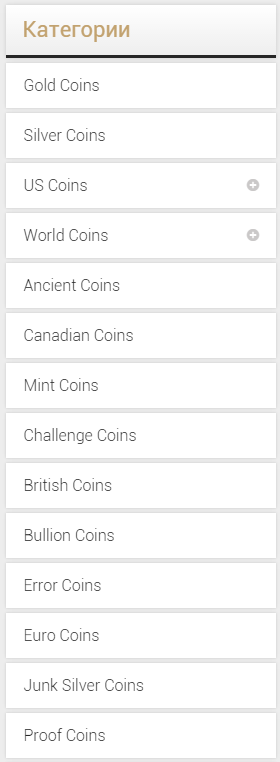 Категории
Gold Coins
Silver Coins
US Coins
World Coins
Ancient Coins
Canadian Coins
Mint Coins
Challenge Coins
British Coins
Bullion Coins
Error Coins
Euro Coins
Junk Silver Coins
Proof Coins